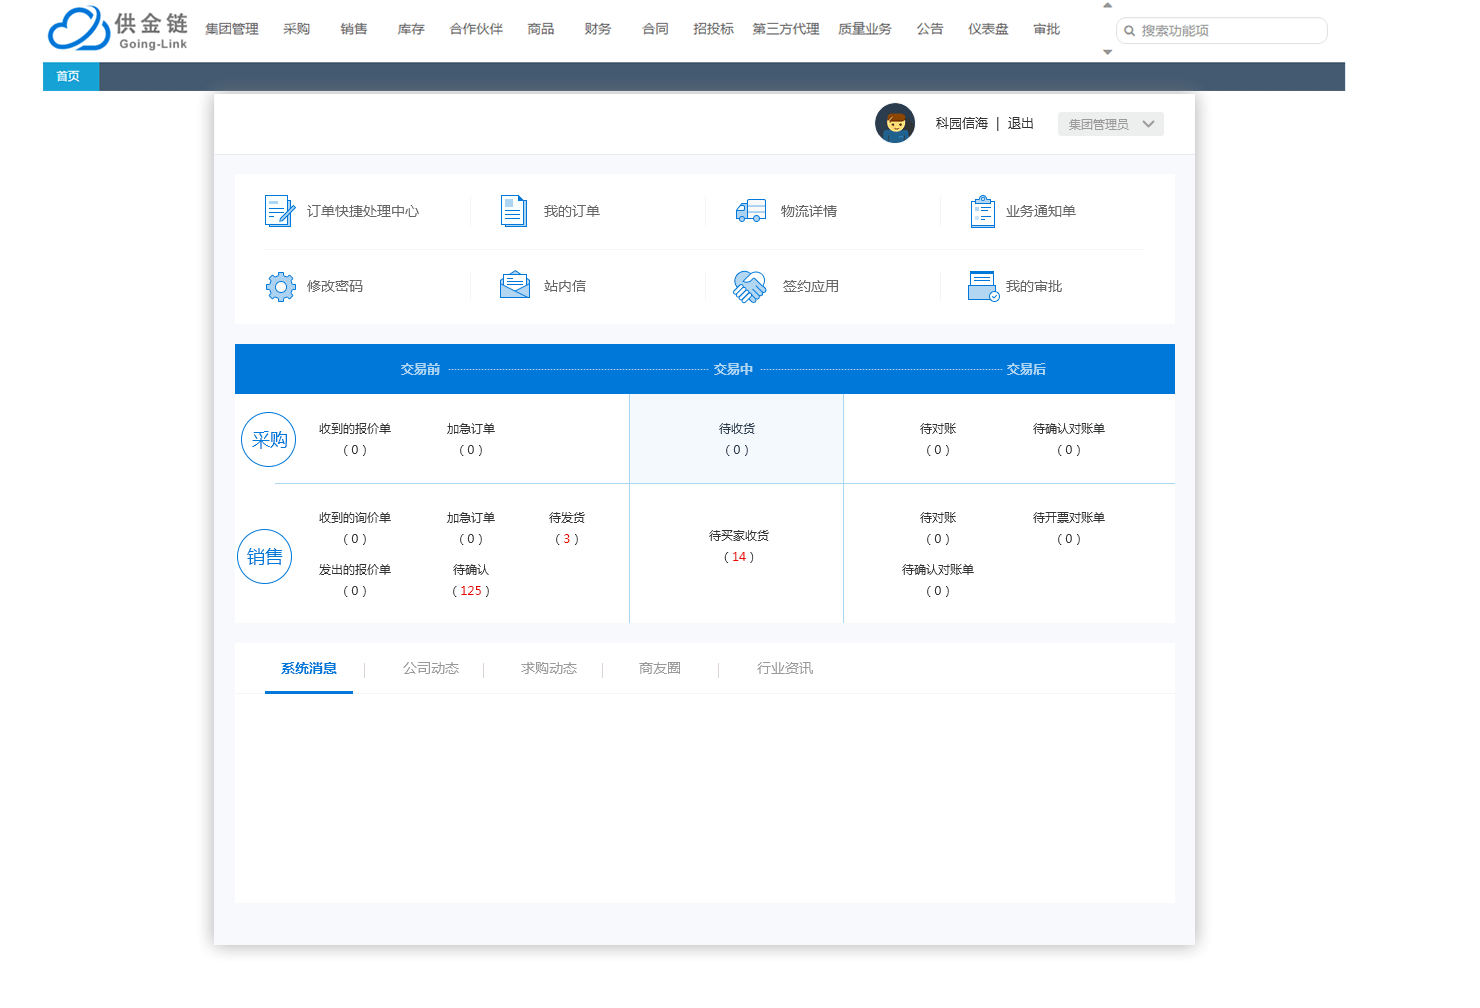 供金链
Going-Link
集团管理 采购 销售 库存 合作伙伴 商品 财务 合同 招投标 第三方代理 质量业务 公告 仪表盘 审批 搜索功能项
首页
科园信海 | 退出 集团管理员
订单快捷处理中心 我的订单 物流详情 业务通知单
修改密码 站内信 签约应用 我的审批
交易前 交易中 交易后
采购
收到的报价单 加急订单 待收货 待对账 待确认对账单
( 0 ) ( 0 ) ( 0 ) ( 0 ) ( 0 )
销售
收到的询价单 加急订单 待发货 待买家收货 待对账 待开票对账单
( 0 ) ( 0 ) ( 3 ) ( 14 ) ( 0 ) ( 0 )
发出的报价单 待确认 待确认对账单
( 0 ) ( 125 ) ( 0 )
系统消息 公司动态 求购动态 商友圈 行业资讯